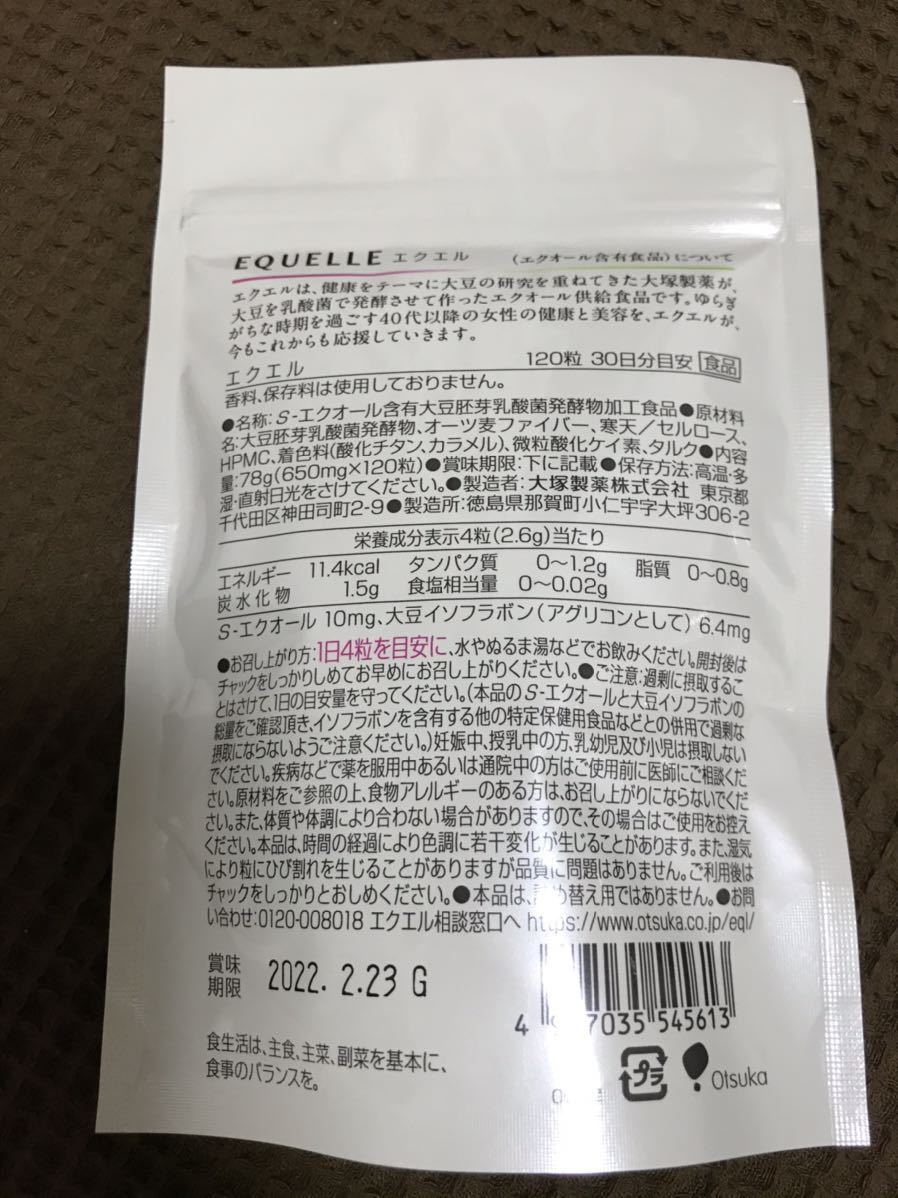 EQUELLE エクエル （エクオール含有食品）について
エクエルは、健康をテーマに大豆の研究を重ねてきた大塚製薬が、
大豆を乳酸菌で発酵させて作ったエクオール供給食品です。ゆらぎ
がちな時期を過ごす40代以降の女性の健康と美容を、エクエルが、
今もこれからも応援していきます。
エクエル 120粒 30日分目安 食品
香料、保存料は使用しておりません。
●名称：S-エクオール含有大豆胚芽乳酸菌発酵物加工食品●原材料
名：大豆胚芽乳酸菌発酵物、オーツ麦ファイバー、寒天／セルロース、
HPMC、着色料（酸化チタン、カラメル）、微粒酸化ケイ素、タルク●内容
量：78g（650mg×120粒）●賞味期限：下に記載●保存方法：高温・多
湿・直射日光をさけてください。●製造者：大塚製薬株式会社 東京都
千代田区神田司町2-9●製造所：徳島県那賀町小仁宇字大坪306-2
栄養成分表示4粒（2.6g）当たり
エネルギー 11.4kcal タンパク質 0〜1.2g 脂質 0〜0.8g
炭水化物 1.5g 食塩相当量 0〜0.02g
S-エクオール 10mg、大豆イソフラボン（アグリコンとして）6.4mg
●お召し上がり方：1日4粒を目安に、水やぬるま湯などでお飲みください。開封後は
チャックをしっかりしめてお早めにお召し上がりください。●ご注意：過剰に摂取するこ
とはさけて、1日の目安量を守ってください。（本品のS-エクオールと大豆イソフラボンの
総量をご確認頂き、イソフラボンを含有する他の特定保健用食品などとの併用で過剰な
摂取にならないようご注意ください。）妊娠中、授乳中の方、乳幼児及び小児は摂取しない
でください。疾病などで薬を服用中あるいは通院中の方はご使用前に医師にご相談くだ
さい。原材料をご参照の上、食物アレルギーのある方は、お召し上がりにならないでくだ
さい。また、体質や体調により合わない場合がありますので、その場合はご使用をお控え
ください。本品は、時間の経過により色調に若干変化が生じることがあります。また、湿気
により粒にひび割れを生じることがありますが品質に問題はありません。ご利用後は
チャックをしっかりとおしめください。●本品は、詰め替え用ではありません。●お問
い合わせ：0120-008018 エクエル相談窓口へ https://www.otsuka.co.jp/eql/
賞味
期限 2022. 2.23 G
4 987035 545613
食生活は、主食、主菜、副菜を基本に、
食事のバランスを。
プラ Otsuka